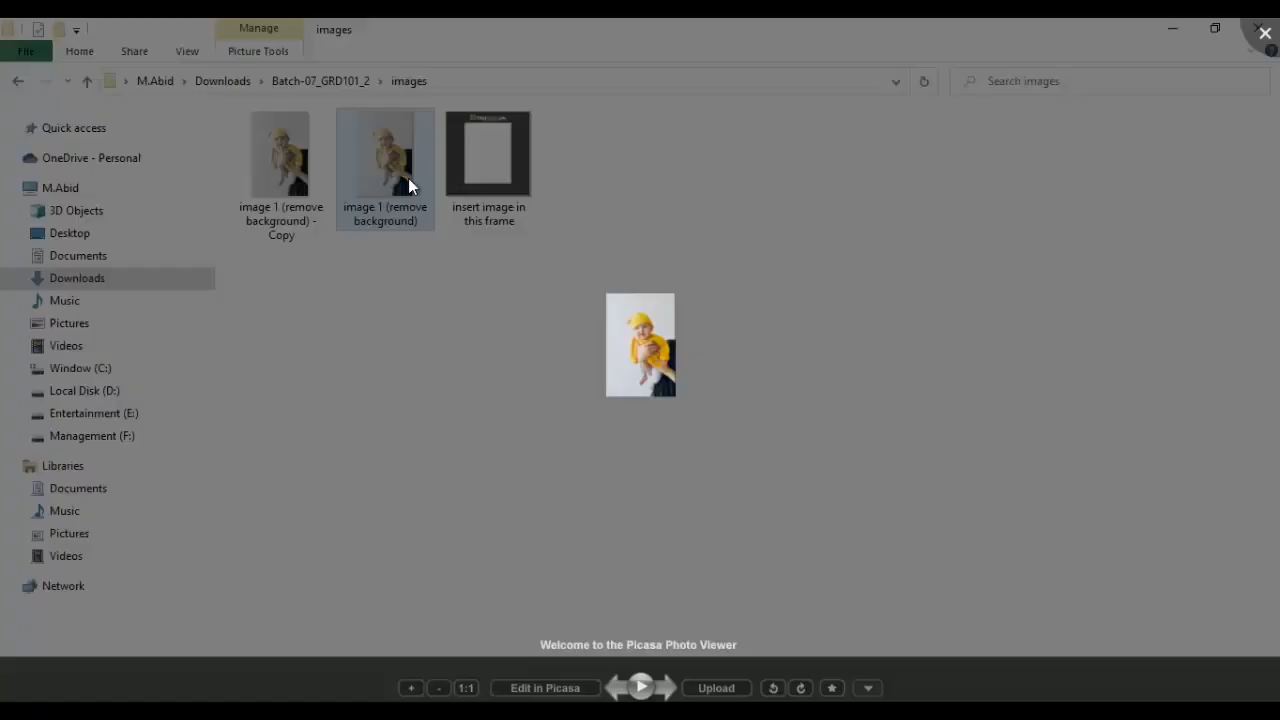 Manage
images
File
Home
Share
View
Picture Tools
M.Abid
Downloads
Batch-07_GRD101_2
images
Search images
Quick access
OneDrive - Personal
M.Abid
3D Objects
Desktop
Documents
Downloads
Music
Pictures
Videos
Window (C:)
Local Disk (D:)
Entertainment (E:)
Management (F:)
Libraries
Documents
Music
Pictures
Videos
Network
image 1 (remove
background) -
Copy
image 1 (remove
background)
insert image in
this frame
Welcome to the Picasa Photo Viewer
+
-
1:1
Edit in Picasa
Upload